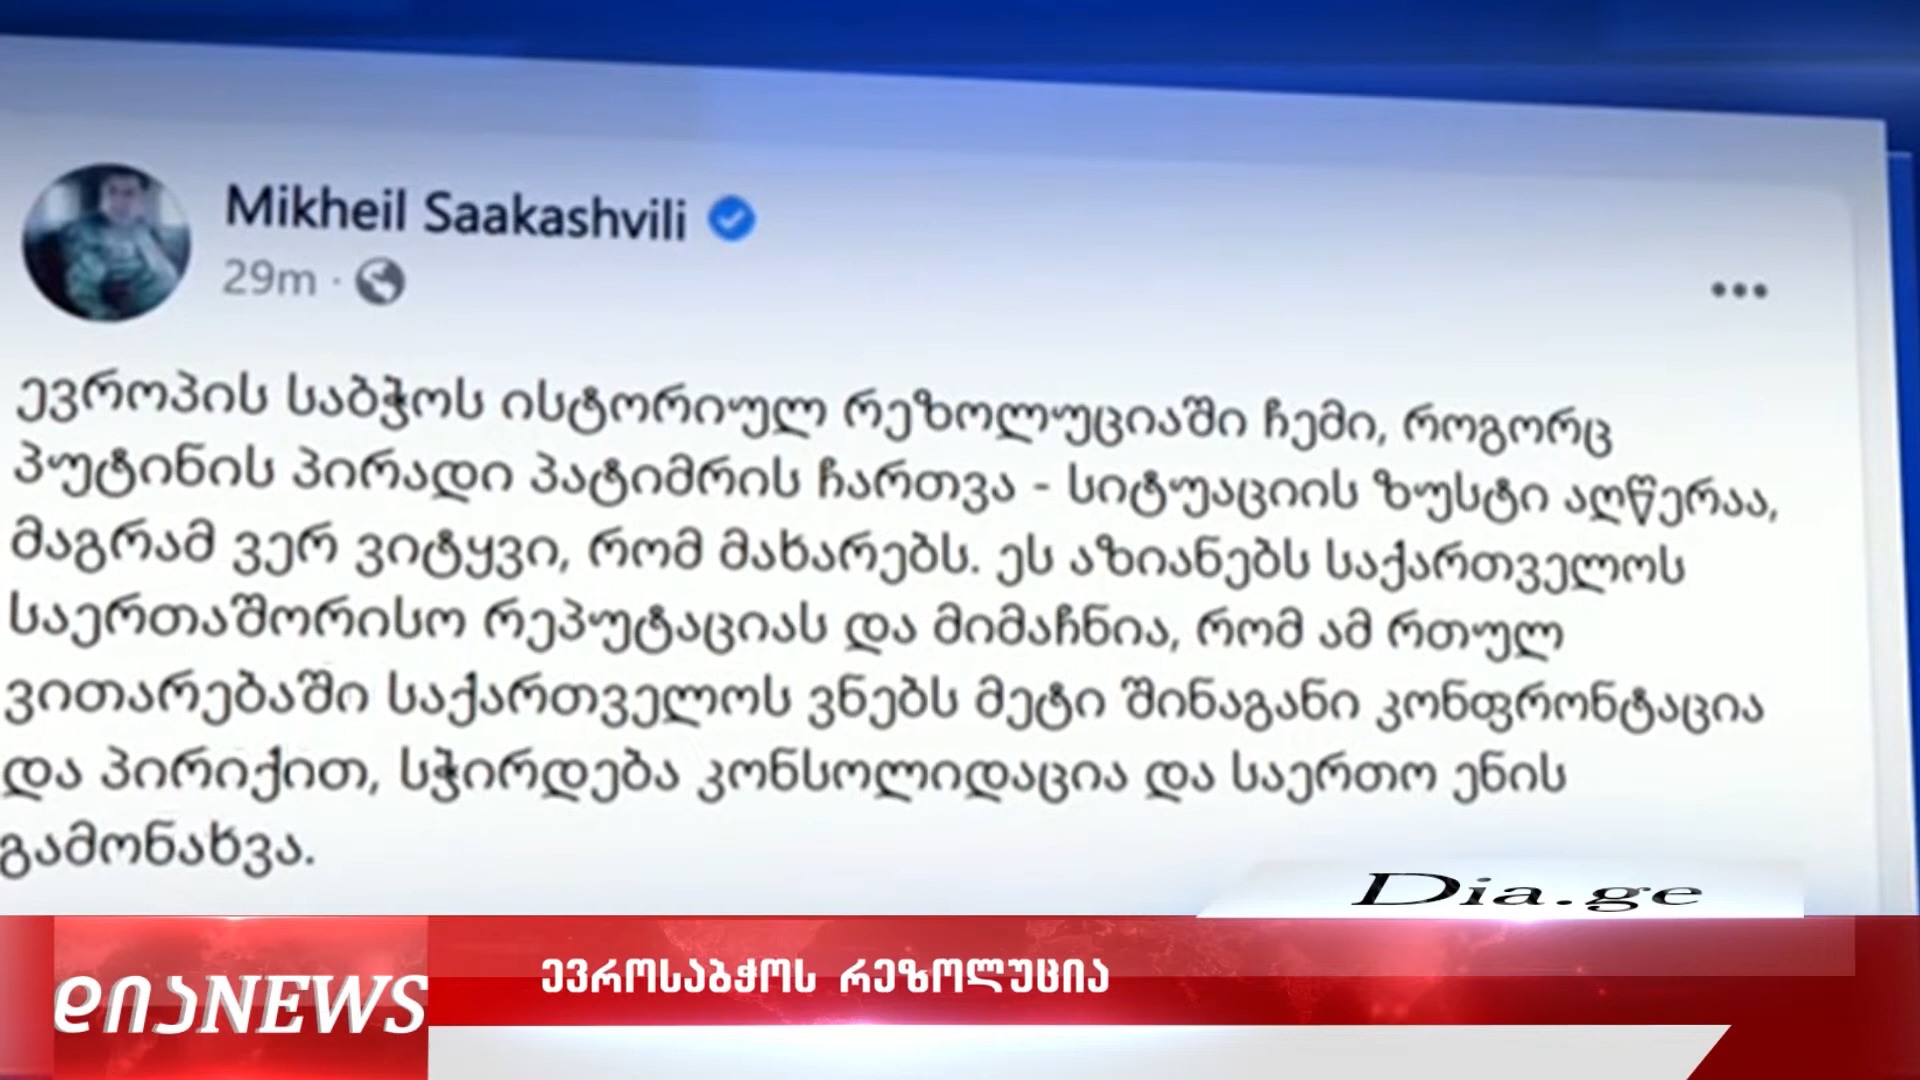 Mikheil Saakashvili
29m ·
ევროპის საბჭოს ისტორიულ რეზოლუციაში ჩემი, როგორც
პუტინის პირადი პატიმრის ჩართვა - სიტუაციის ზუსტი აღწერაა,
მაგრამ ვერ ვიტყვი, რომ მახარებს. ეს აზიანებს საქართველოს
საერთაშორისო რეპუტაციას და მიმაჩნია, რომ ამ რთულ
ვითარებაში საქართველოს ვნებს მეტი შინაგანი კონფრონტაცია
და პირიქით, სჭირდება კონსოლიდაცია და საერთო ენის
გამონახვა.
Dia.ge
ევროსაბჭოს რეზოლუცია
დიაNEWS